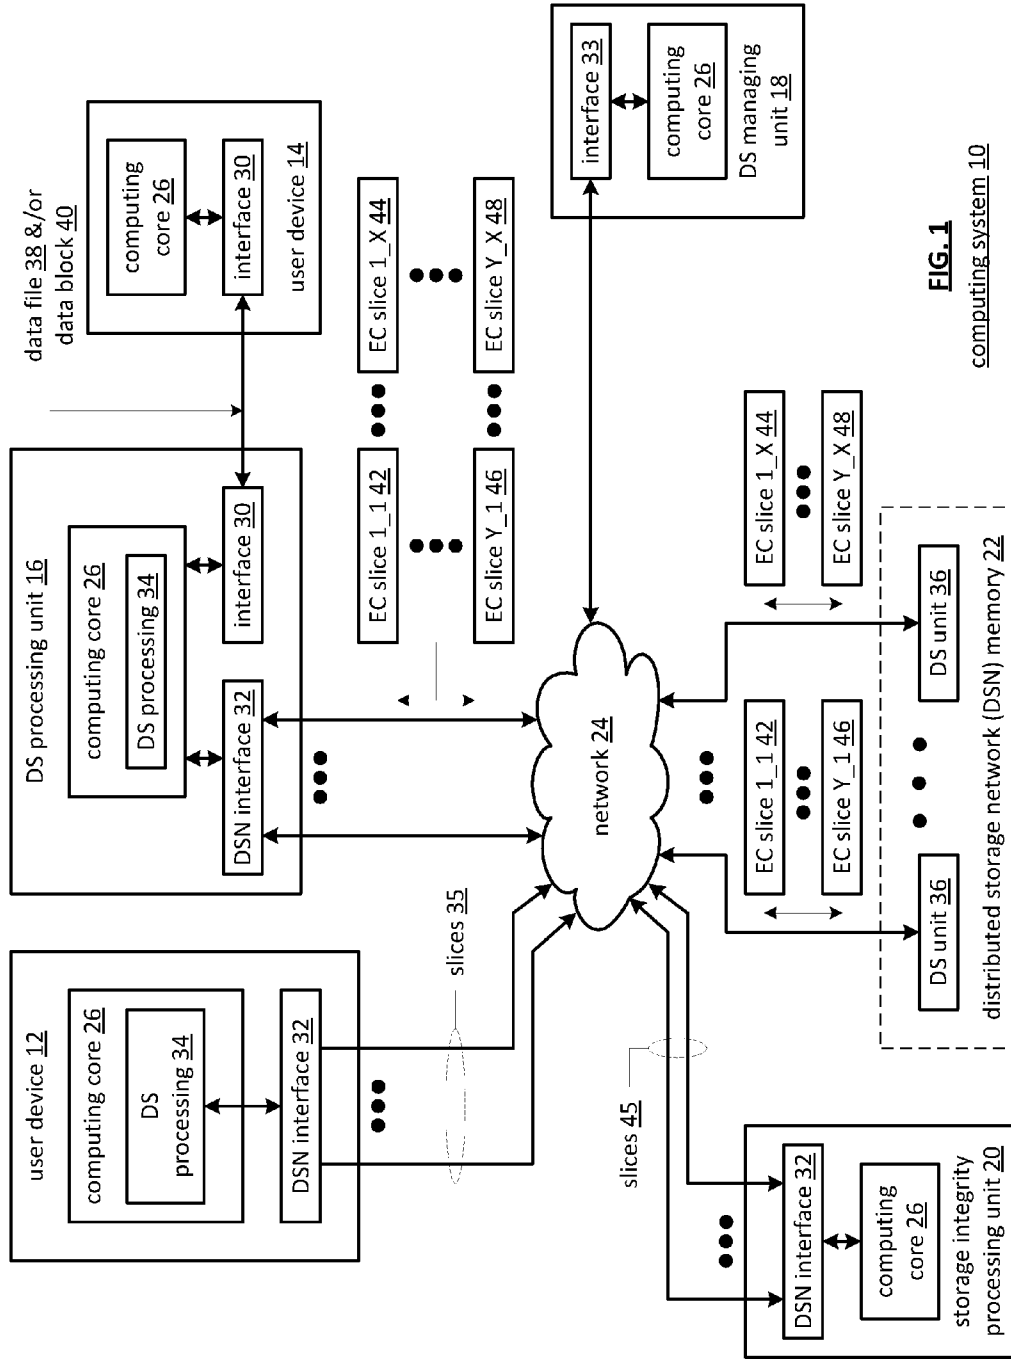 user device 12
computing core 26
DS
processing 34
DSN interface 32
slices 35
DS processing unit 16
computing core 26
DS processing 34
DSN interface 32
interface 30
data file 38 &/or
data block 40
computing
core 26
interface 30
user device 14
EC slice 1_1 42
EC slice 1_X 44
EC slice Y_1 46
EC slice Y_X 48
network 24
interface 33
computing
core 26
DS managing
unit 18
slices 45
DSN interface 32
computing
core 26
storage integrity
processing unit 20
EC slice 1_1 42
EC slice Y_1 46
EC slice 1_X 44
EC slice Y_X 48
DS unit 36
DS unit 36
distributed storage network (DSN) memory 22
FIG. 1
computing system 10